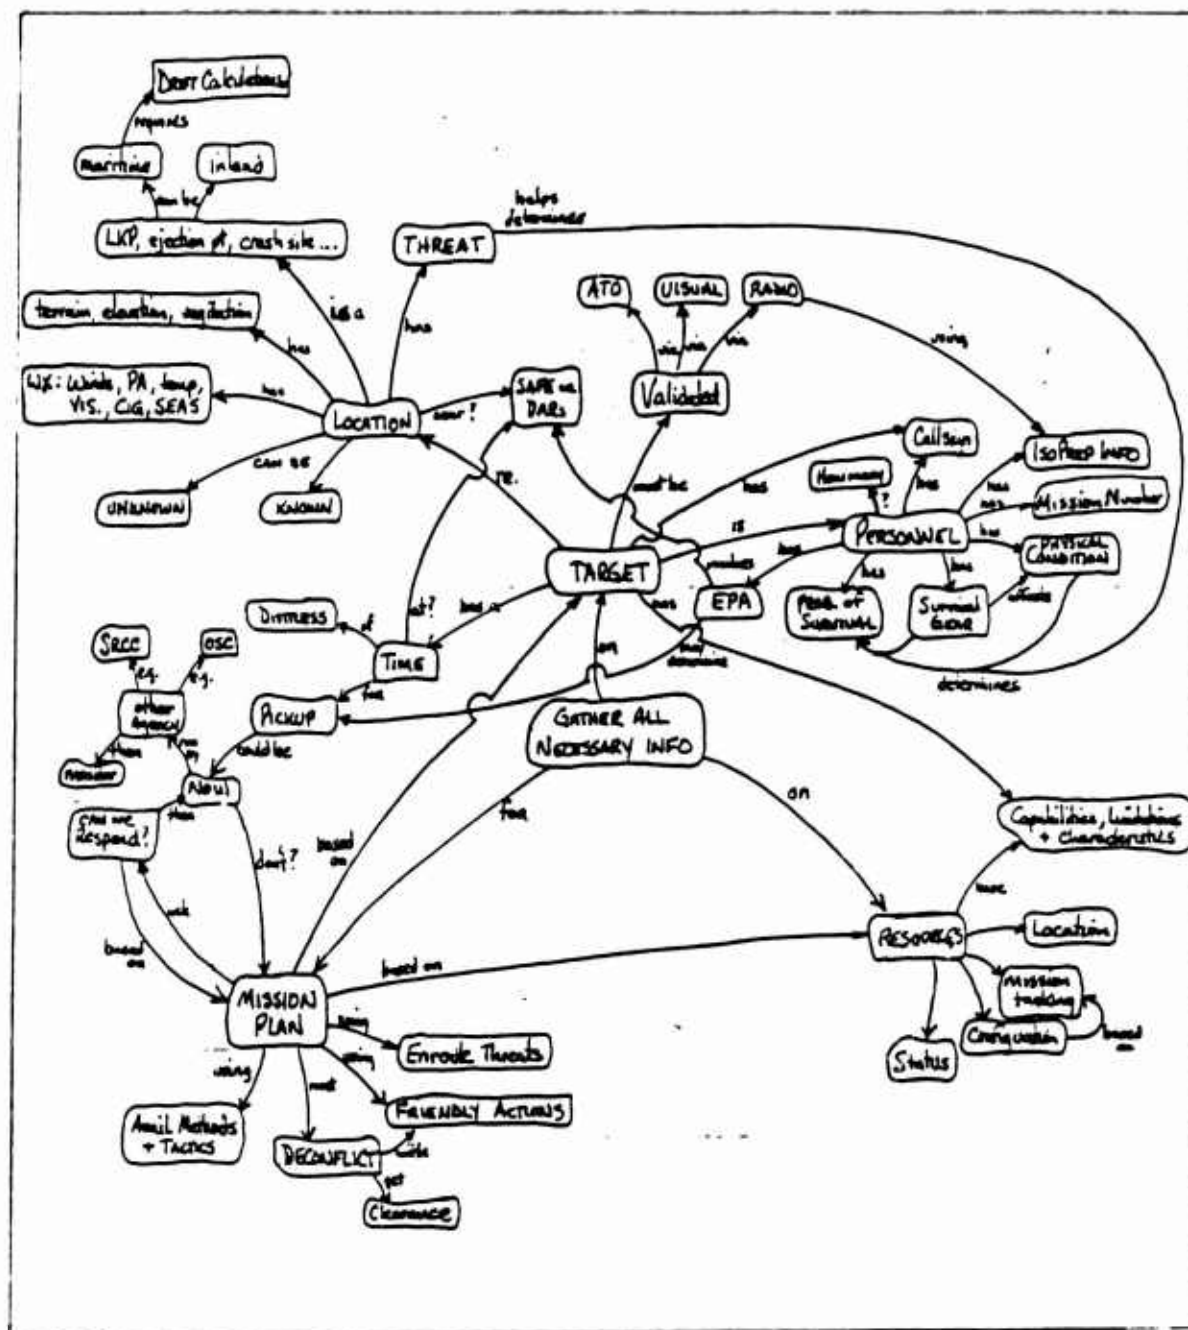 Drift Calculations
requires
maritime
inland
can be
LKP, ejection pt, crash site ...
helps
determines
THREAT
is a
has
terrain, elevation, vegetation
has
WX: Winds, PA, temp,
VIS., CIG, SEAS
has
LOCATION
near?
SAFE or
DARs
ATO
VISUAL
RADIO
via
via
via
using
Validated
CAN BE
UNKNOWN
KNOWN
re.
must be
has
Callsign
How many
?
has
has
ISOPREP INFO
has
Mission Number
is
PERSONNEL
has
PHYSICAL
CONDITION
TARGET
has
has
has
EPA
Prob. of
SURVIVAL
Survival
Gear
affects
has a
has
may
determine
determines
DISTRESS
of
at?
TIME
for
on
SRCC
OSC
e.g.
e.g.
other
Agency
then
PICKUP
could be
GATHER ALL
NECESSARY INFO
Now!
can we
Respond?
then
don't?
based
on
for
on
Capabilities, Limitations
+ Characteristics
ask
based
on
have
RESOURCES
Location
based on
MISSION
PLAN
Mission
tasking
using
Enroute Threats
Configuration
based
on
Status
using
using
must
FRIENDLY ACTIONS
Avail Methods
+ TACTICS
DECONFLICT
with
get
Clearance